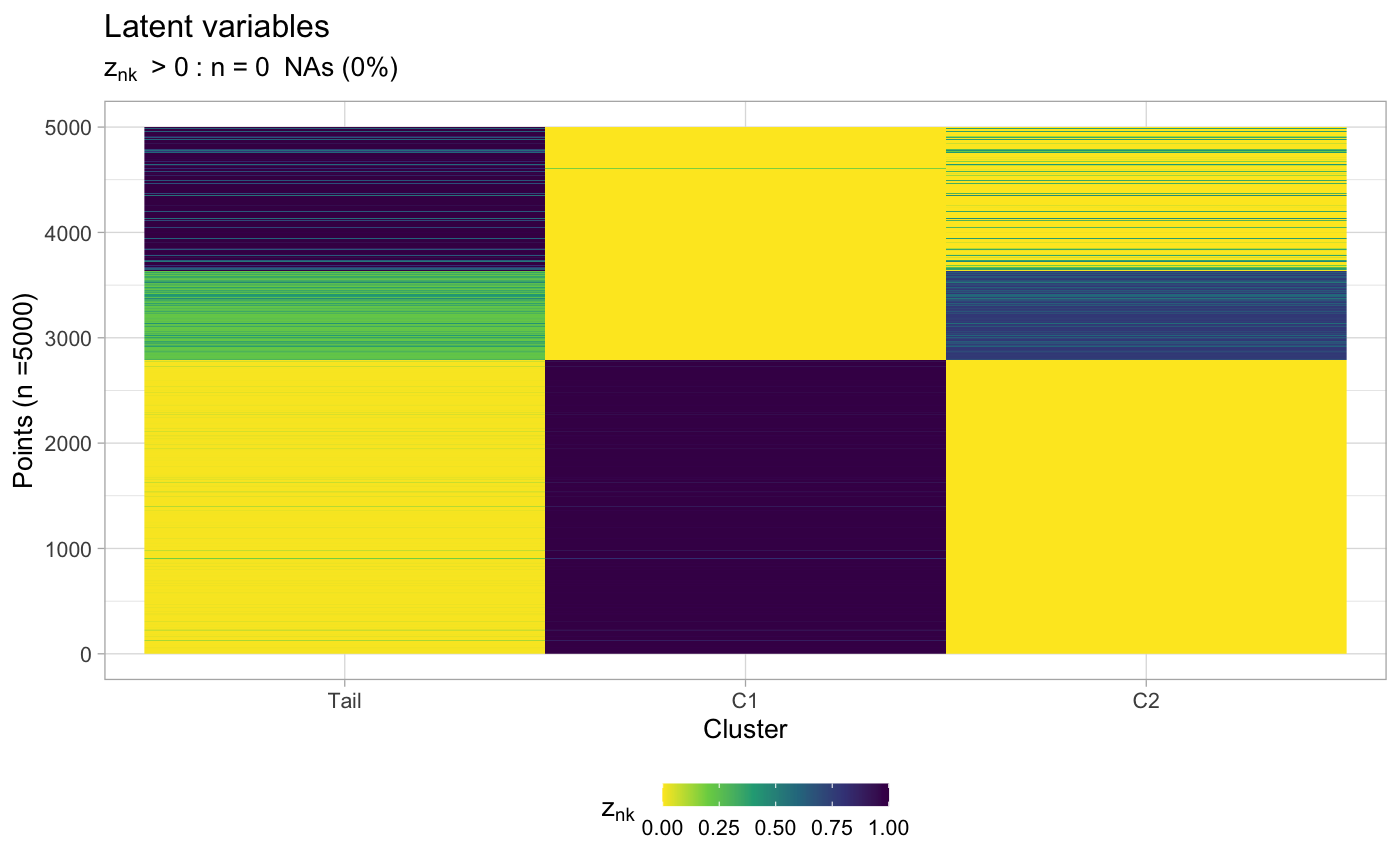 Latent variables
z_nk > 0 : n = 0 NAs (0%)
5000
4000
3000
2000
1000
0
Points (n =5000)
Tail C1 C2
Cluster
z_nk
0.00 0.25 0.50 0.75 1.00